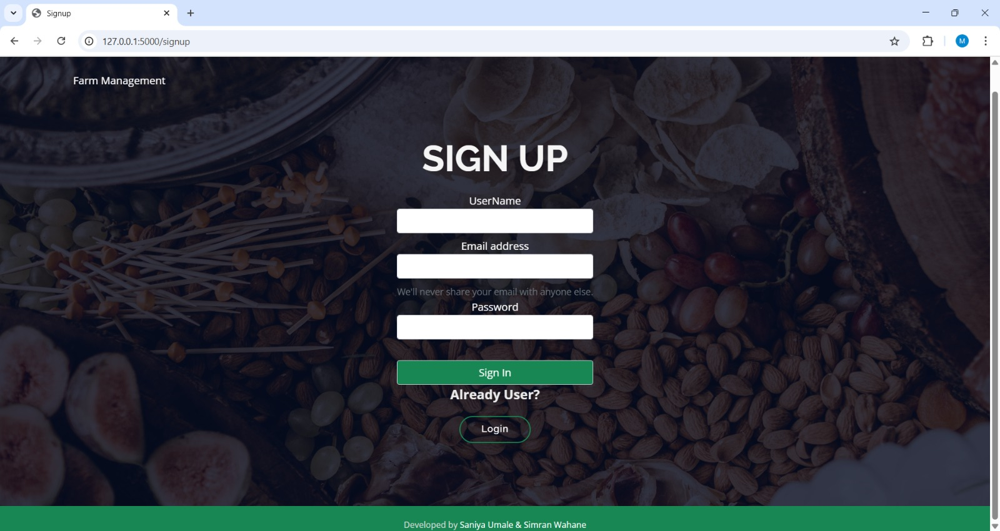 Signup
127.0.0.1:5000/signup
M
Farm Management
SIGN UP
UserName
Email address
We'll never share your email with anyone else.
Password
Sign In
Already User?
Login
Developed by Saniya Umale & Simran Wahane